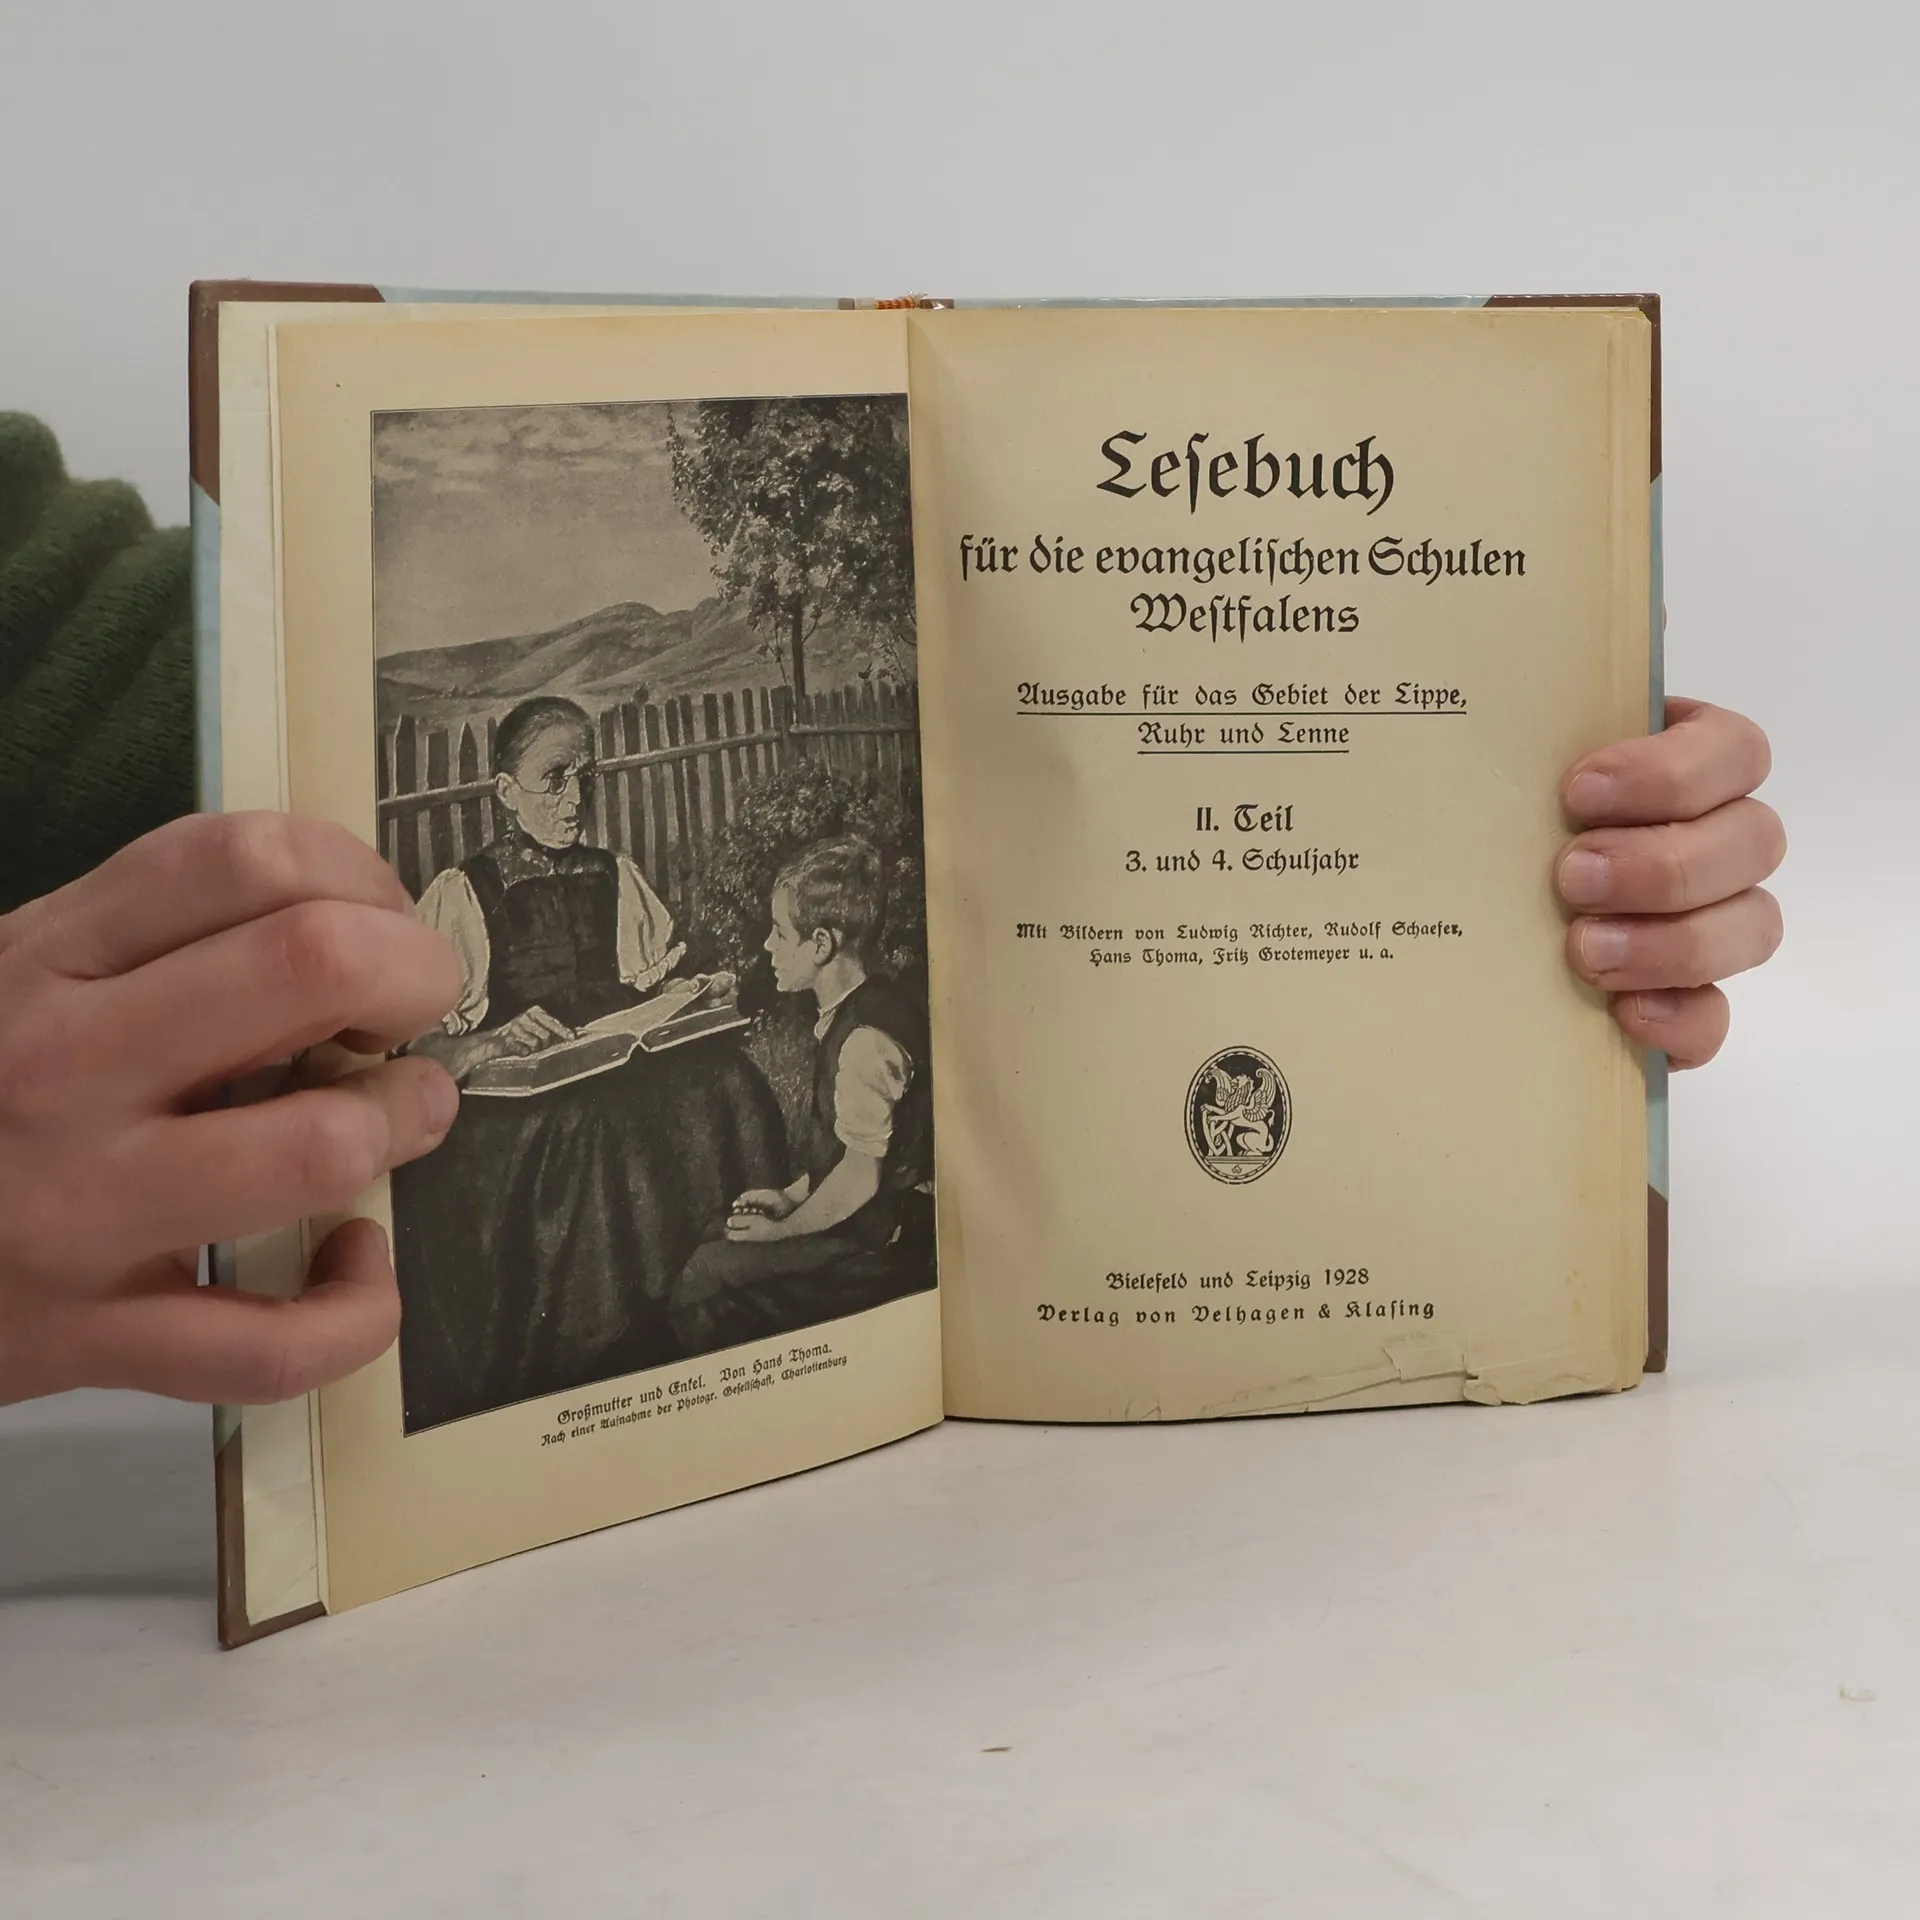 Großmutter und Enkel. Von Hans Thoma.
Nach einer Aufnahme der Photogr. Gesellschaft, Charlottenburg
Leſebuch
für die evangeliſchen Schulen
Weſtfalens
Ausgabe für das Gebiet der Lippe,
Ruhr und Lenne
II. Teil
3. und 4. Schuljahr
Mit Bildern von Ludwig Richter, Rudolf Schaefer,
Hans Thoma, Fritz Grotemeyer u. a.
Bielefeld und Leipzig 1928
Verlag von Velhagen & Klaſing